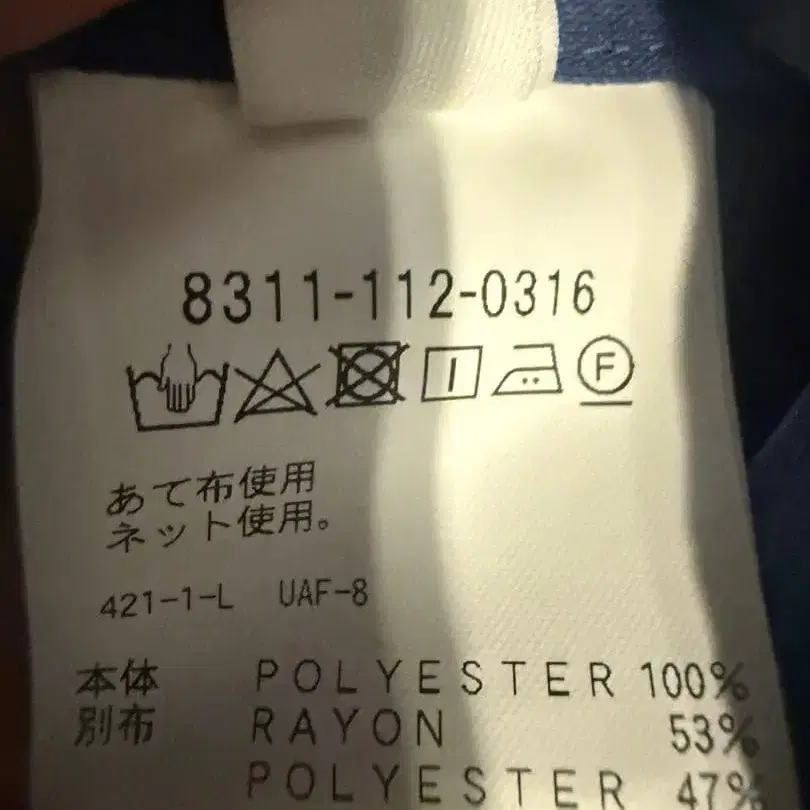 8311-112-0316
F
あて布使用
ネット使用。
421-1-L UAF-8
本体 POLYESTER 100%
別布 RAYON 53%
POLYESTER 47%